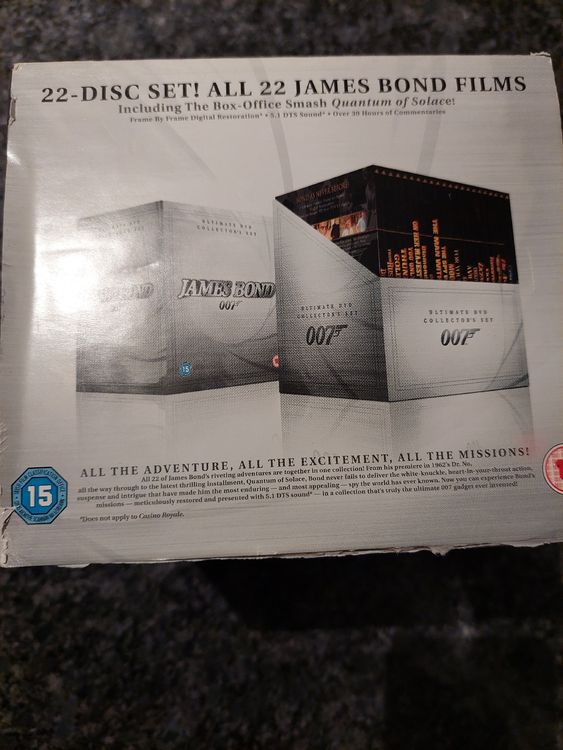 22-DISC SET! ALL 22 JAMES BOND FILMS
Including The Box-Office Smash Quantum of Solace!
Frame By Frame Digital Restoration* • 5.1 DTS Sound* • Over 30 Hours of Commentaries
ULTIMATE DVD
COLLECTOR'S SET
JAMES BOND
007
ULTIMATE DVD
COLLECTOR'S SET
007
ULTIMATE DVD
COLLECTOR'S SET
007
15
ALL THE ADVENTURE, ALL THE EXCITEMENT, ALL THE MISSIONS!
All 22 of James Bond's riveting adventures are together in one collection! From his premiere in 1962's Dr. No,
all the way through to the latest thrilling installment, Quantum of Solace, Bond never fails to deliver the white-knuckle, heart-in-your-throat action,
suspense and intrigue that have made him the most enduring — and most appealing — spy the world has ever known. Now you can experience Bond's
missions — meticulously restored and presented with 5.1 DTS sound* — in a collection that's truly the ultimate 007 gadget ever invented!
*Does not apply to Casino Royale.
15